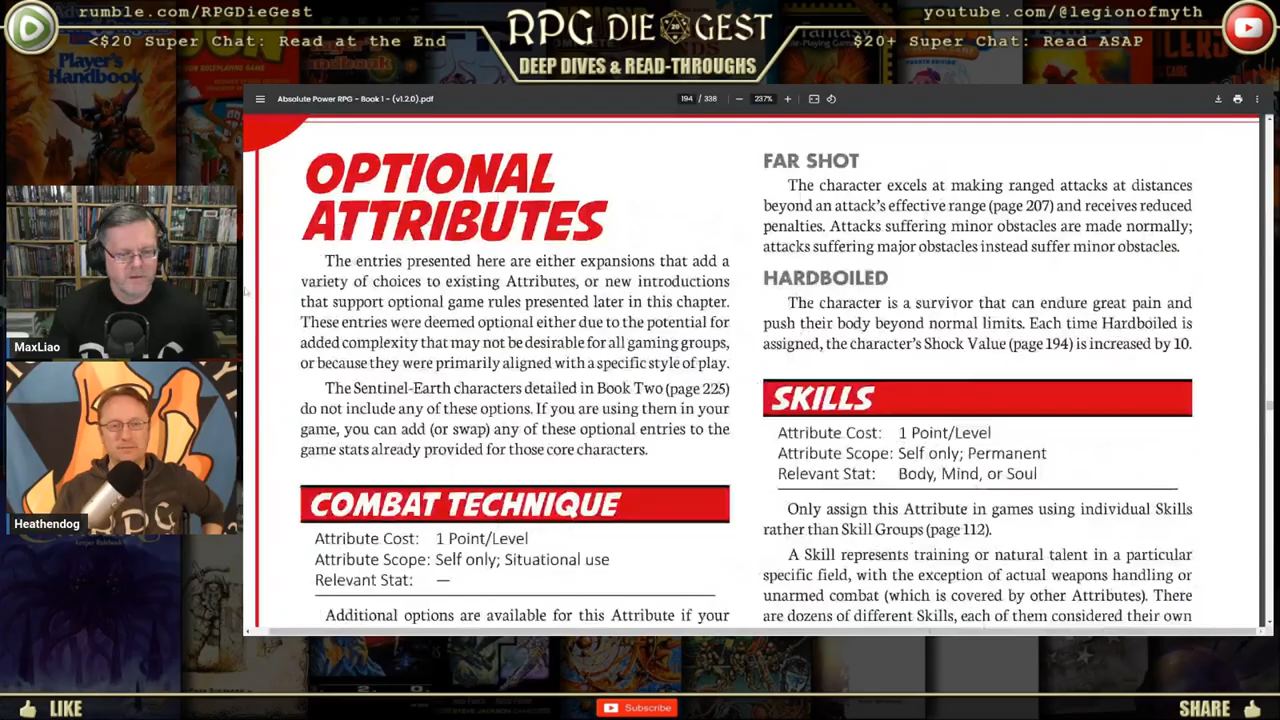 rumble.com/RPGDieGest
<$20 Super Chat: Read at the End
RPG DIE GEST
DEEP DIVES & READ-THROUGHS
youtube.com/@legionofmyth
$20+ Super Chat: Read ASAP
Player's
Handbook
Absolute Power RPG - Book 1 - (v1.2.0).pdf
194 / 338
237%
OPTIONAL
ATTRIBUTES
The entries presented here are either expansions that add a
variety of choices to existing Attributes, or new introductions
that support optional game rules presented later in this chapter.
These entries were deemed optional either due to the potential for
added complexity that may not be desirable for all gaming groups,
or because they were primarily aligned with a specific style of play.
The Sentinel-Earth characters detailed in Book Two (page 225)
do not include any of these options. If you are using them in your
game, you can add (or swap) any of these optional entries to the
game stats already provided for those core characters.
COMBAT TECHNIQUE
Attribute Cost: 1 Point/Level
Attribute Scope: Self only; Situational use
Relevant Stat: —
Additional options are available for this Attribute if your
FAR SHOT
The character excels at making ranged attacks at distances
beyond an attack's effective range (page 207) and receives reduced
penalties. Attacks suffering minor obstacles are made normally;
attacks suffering major obstacles instead suffer minor obstacles.
HARDBOILED
The character is a survivor that can endure great pain and
push their body beyond normal limits. Each time Hardboiled is
assigned, the character's Shock Value (page 194) is increased by 10.
SKILLS
Attribute Cost: 1 Point/Level
Attribute Scope: Self only; Permanent
Relevant Stat: Body, Mind, or Soul
Only assign this Attribute in games using individual Skills
rather than Skill Groups (page 112).
A Skill represents training or natural talent in a particular
specific field, with the exception of actual weapons handling or
unarmed combat (which is covered by other Attributes). There
are dozens of different Skills, each of them considered their own
MaxLiao
Heathendog
LIKE
Subscribe
SHARE